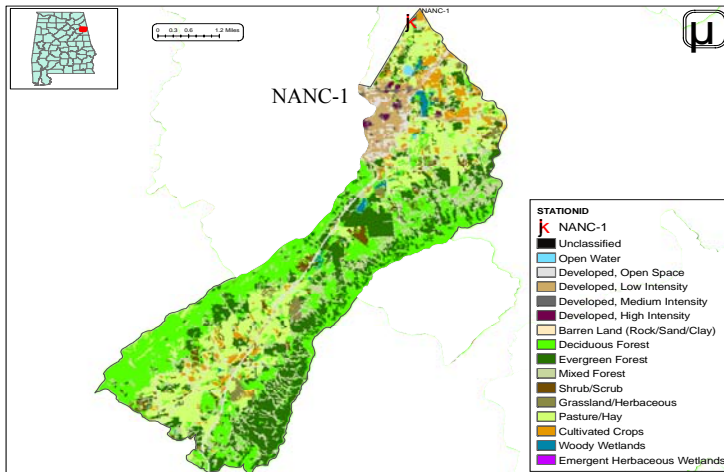 NANC-1
0 0.3 0.6 1.2 Miles
µ
NANC-1
STATIONID
NANC-1
Unclassified
Open Water
Developed, Open Space
Developed, Low Intensity
Developed, Medium Intensity
Developed, High Intensity
Barren Land (Rock/Sand/Clay)
Deciduous Forest
Evergreen Forest
Mixed Forest
Shrub/Scrub
Grassland/Herbaceous
Pasture/Hay
Cultivated Crops
Woody Wetlands
Emergent Herbaceous Wetlands